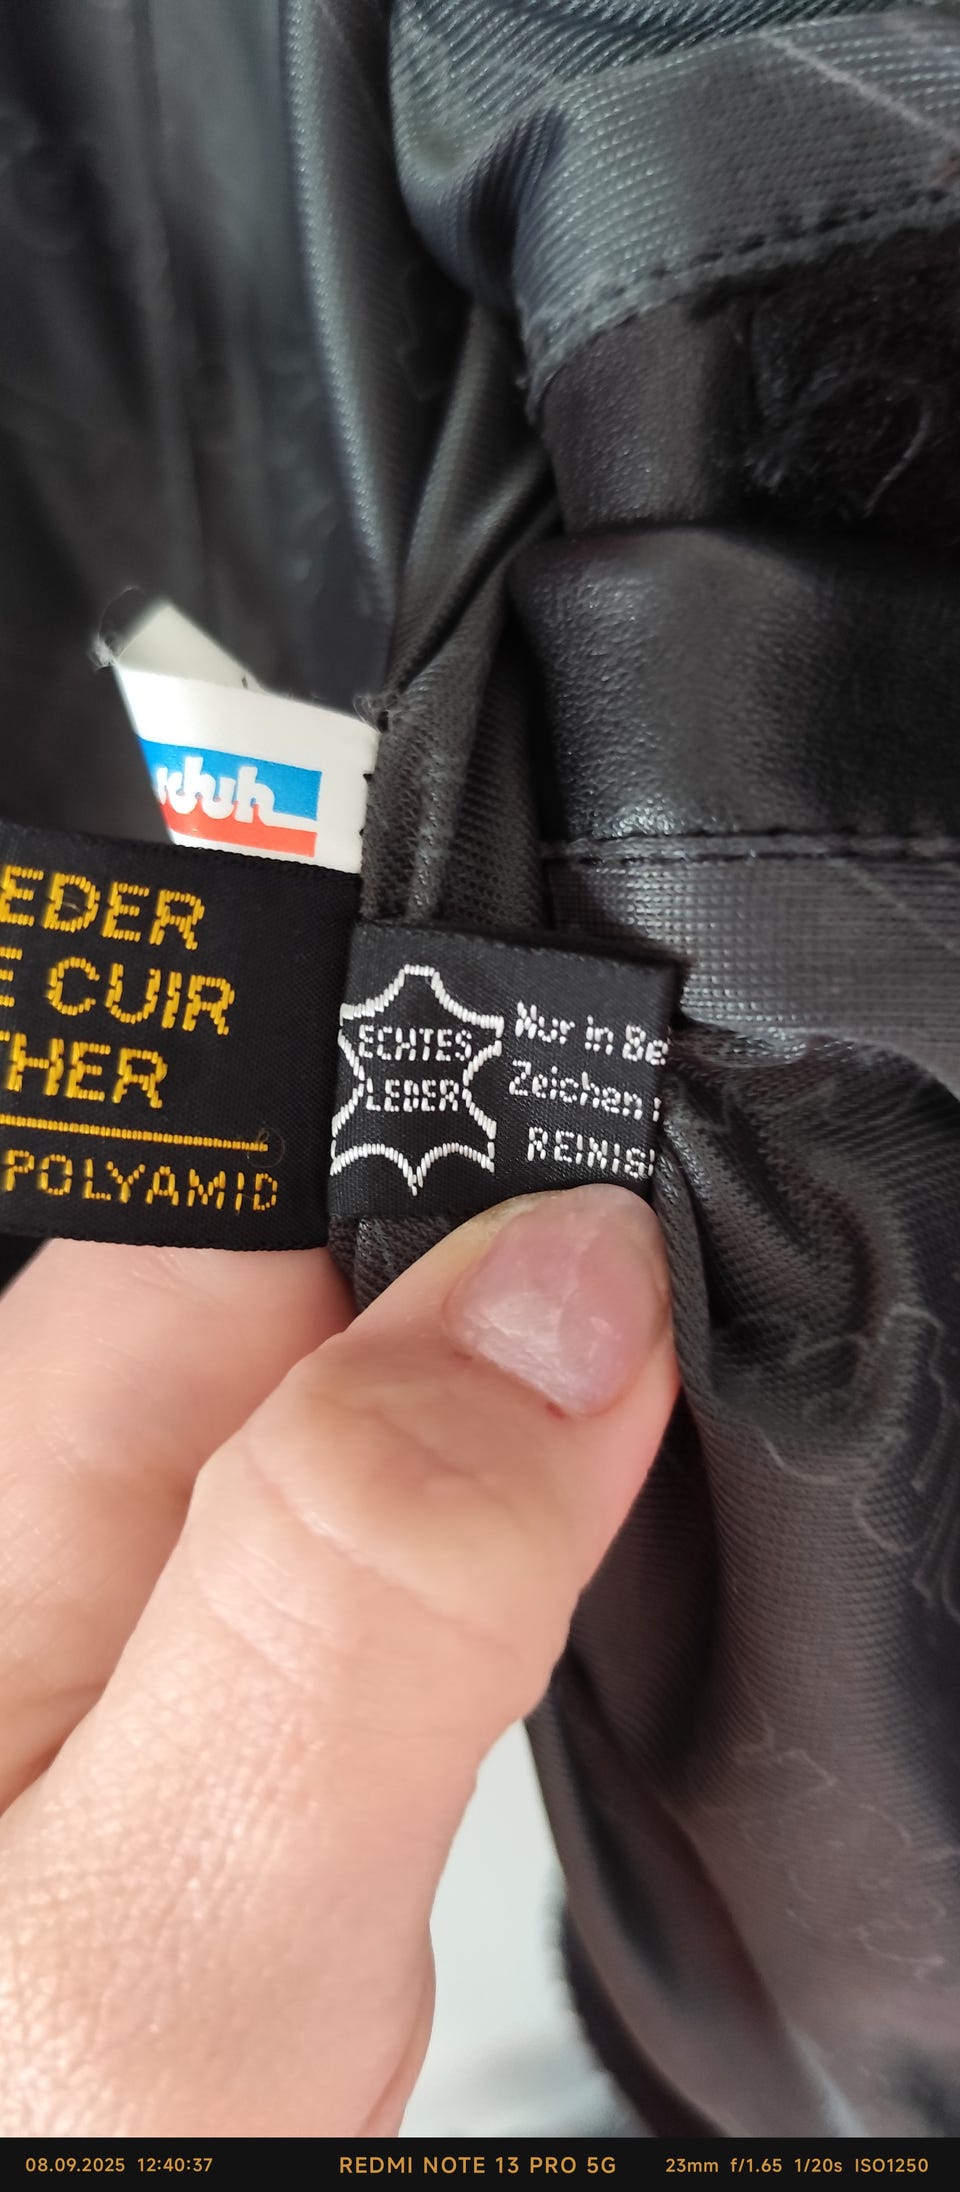 EDER
E CUIR
THER
POLYAMID
ECHTES
LEDER
Nur in Be
Zeichen
REINIG
08.09.2025 12:40:37
REDMI NOTE 13 PRO 5G
23mm f/1.65 1/20s ISO1250